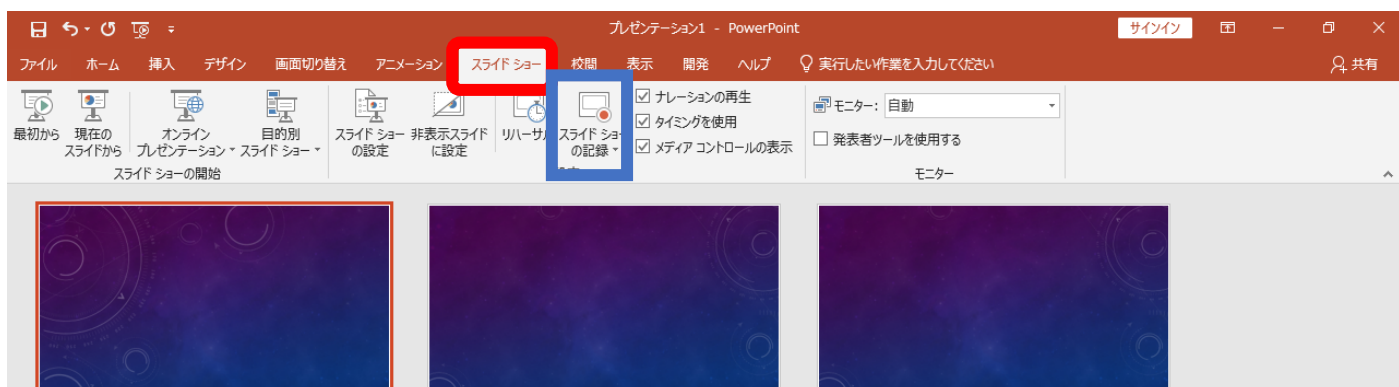 プレゼンテーション1 - PowerPoint
サインイン
ファイル ホーム 挿入 デザイン 画面切り替え アニメーション スライド ショー 校閲 表示 開発 ヘルプ 実行したい作業を入力してください 共有
最初から
現在の
スライドから
オンライン
プレゼンテーション
目的別
スライド ショー
スライド ショー
の設定
非表示スライド
に設定
リハーサル
スライド ショー
の記録
ナレーションの再生
タイミングを使用
メディア コントロールの表示
モニター: 自動
発表者ツールを使用する
スライド ショーの開始
モニター